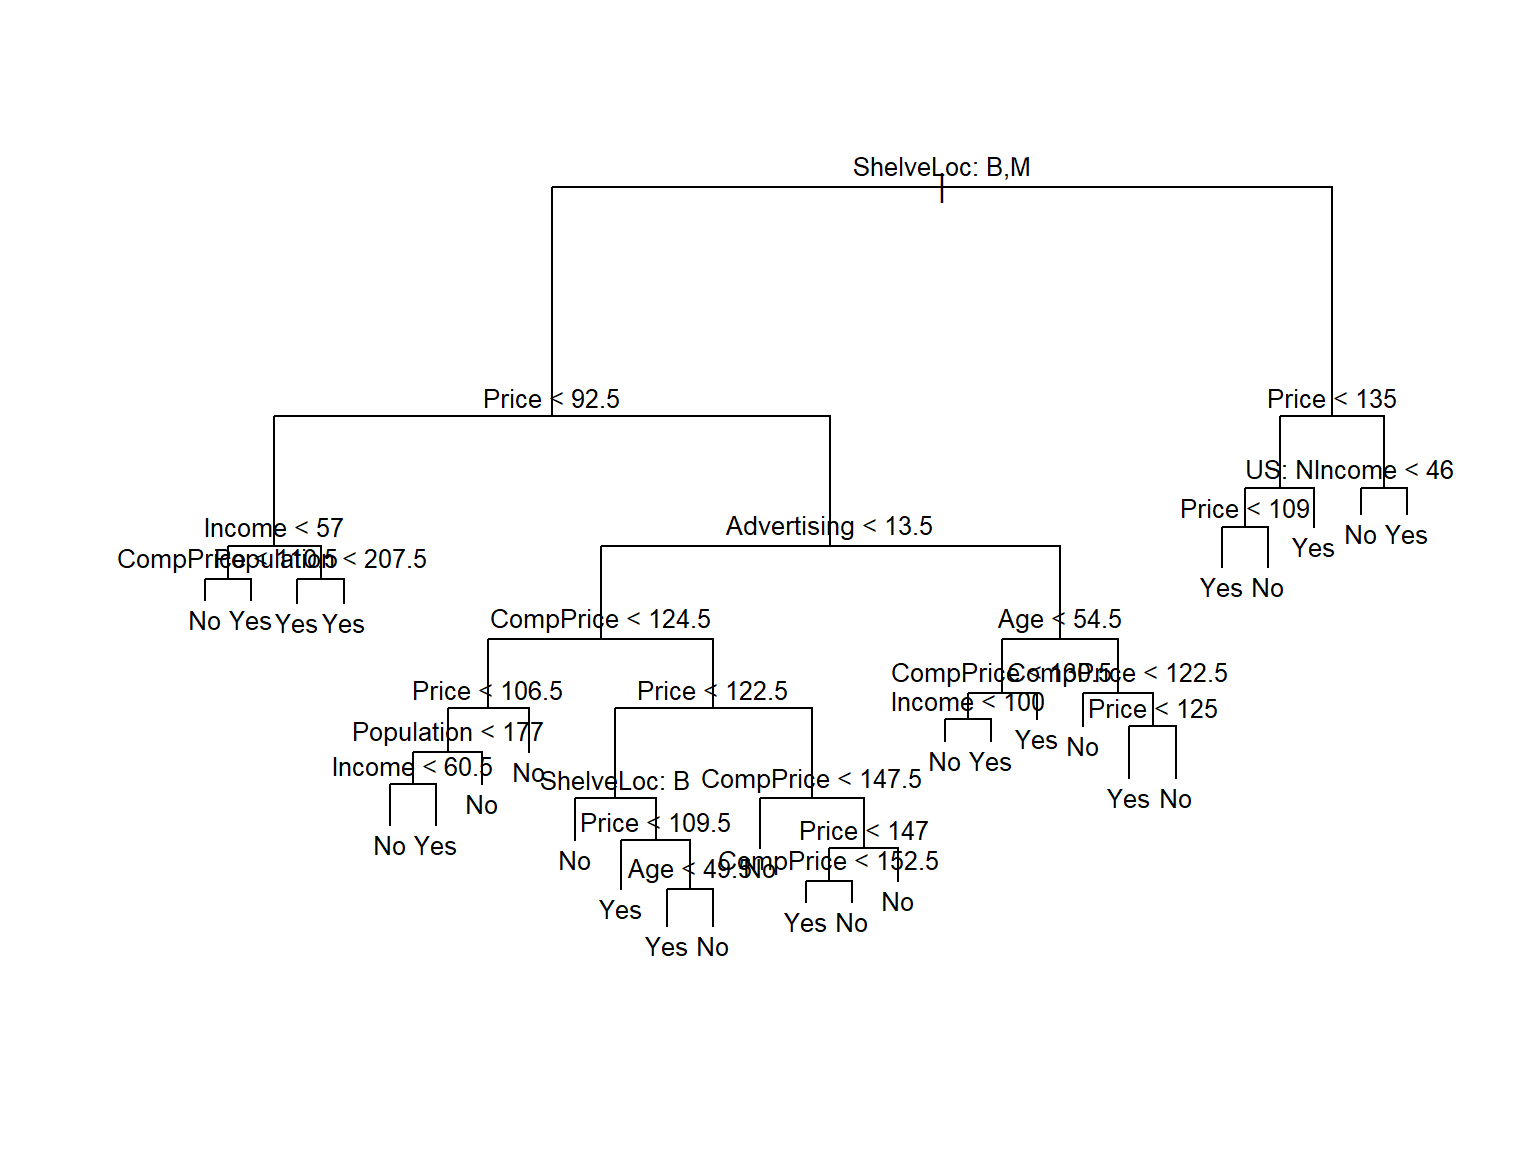 ShelveLoc: B,M
Price < 92.5
Price < 135
US: N
Income < 46
Price < 109
Income < 57
Advertising < 13.5
No Yes
Yes
CompPrice < 110.5
Population < 207.5
Yes No
No Yes
Yes Yes
CompPrice < 124.5
Age < 54.5
CompPrice < 130.5
CompPrice < 122.5
Price < 106.5
Price < 122.5
Income < 100
Price < 125
Population < 177
Yes
No
No Yes
Income < 60.5
No
ShelveLoc: B
CompPrice < 147.5
No
Yes No
Price < 109.5
Price < 147
No Yes
No
Age < 49.5
No
CompPrice < 152.5
No
Yes
Yes No
Yes No